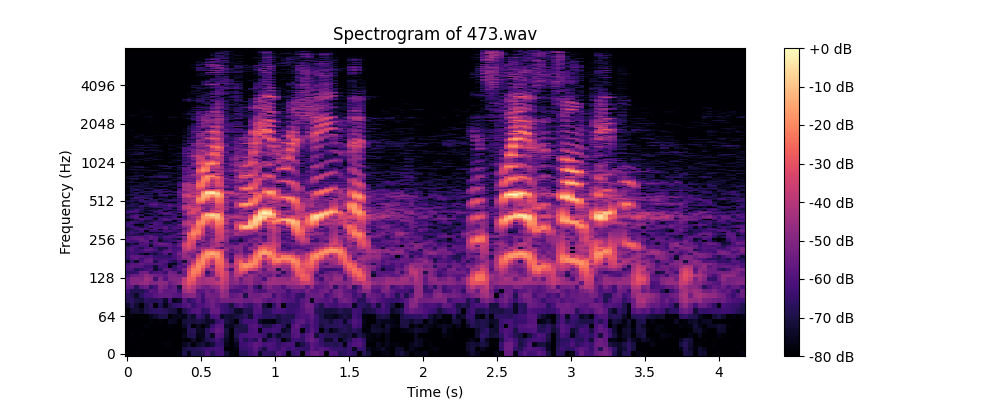 Spectrogram of 473.wav
Frequency (Hz)
4096
2048
1024
512
256
128
64
0
0 0.5 1 1.5 2 2.5 3 3.5 4
Time (s)
+0 dB
-10 dB
-20 dB
-30 dB
-40 dB
-50 dB
-60 dB
-70 dB
-80 dB